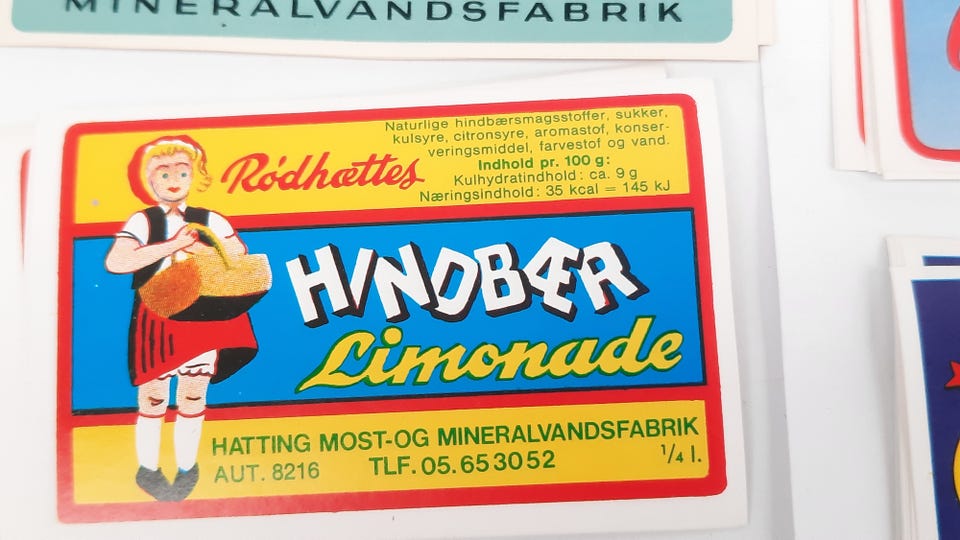 MINERALVANDSFABRIK
Rødhættes
Naturlige hindbærsmagsstoffer, sukker,
kulsyre, citronsyre, aromastof, konser-
veringsmiddel, farvestof og vand.
Indhold pr. 100 g:
Kulhydratindhold: ca. 9 g
Næringsindhold: 35 kcal = 145 kJ
HINDBÆR
Limonade
HATTING MOST-OG MINERALVANDSFABRIK
AUT. 8216 TLF. 05. 65 30 52 ¼ l.